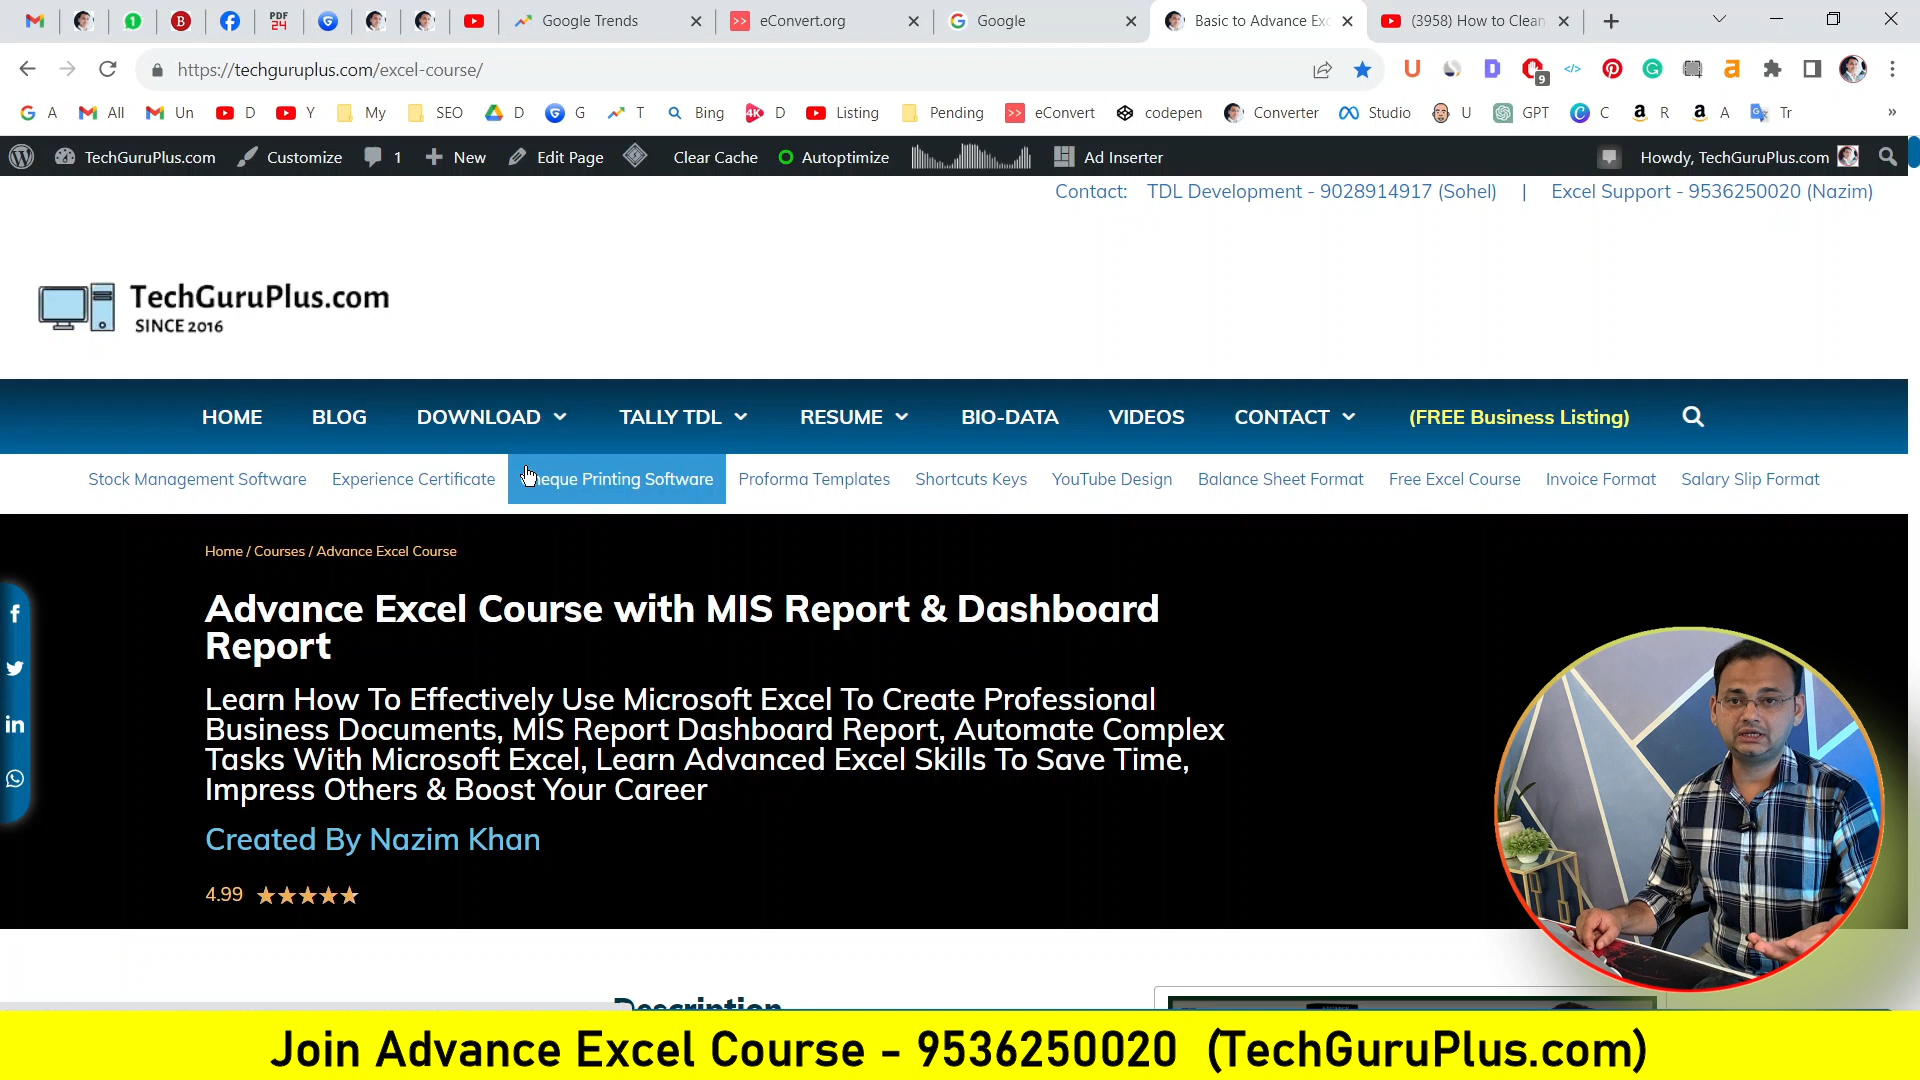 PDF 24
Google Trends
eConvert.org
Google
Basic to Advance Exc
(3958) How to Clean
https://techguruplus.com/excel-course/
9
A
All
Un
D
Y
My
SEO
D
G
T
Bing
D
Listing
Pending
eConvert
codepen
Converter
Studio
U
GPT
C
R
A
Tr
»
TechGuruPlus.com
Customize
1
New
Edit Page
Clear Cache
Autoptimize
Ad Inserter
Howdy, TechGuruPlus.com
Contact: TDL Development - 9028914917 (Sohel) | Excel Support - 9536250020 (Nazim)
TechGuruPlus.com
SINCE 2016
HOME BLOG DOWNLOAD TALLY TDL RESUME BIO-DATA VIDEOS CONTACT (FREE Business Listing)
Stock Management Software Experience Certificate heque Printing Software Proforma Templates Shortcuts Keys YouTube Design Balance Sheet Format Free Excel Course Invoice Format Salary Slip Format
Home / Courses / Advance Excel Course
Advance Excel Course with MIS Report & Dashboard
Report
Learn How To Effectively Use Microsoft Excel To Create Professional
Business Documents, MIS Report Dashboard Report, Automate Complex
Tasks With Microsoft Excel, Learn Advanced Excel Skills To Save Time,
Impress Others & Boost Your Career
Created By Nazim Khan
4.99 ★★★★★
Description
Join Advance Excel Course - 9536250020 (TechGuruPlus.com)